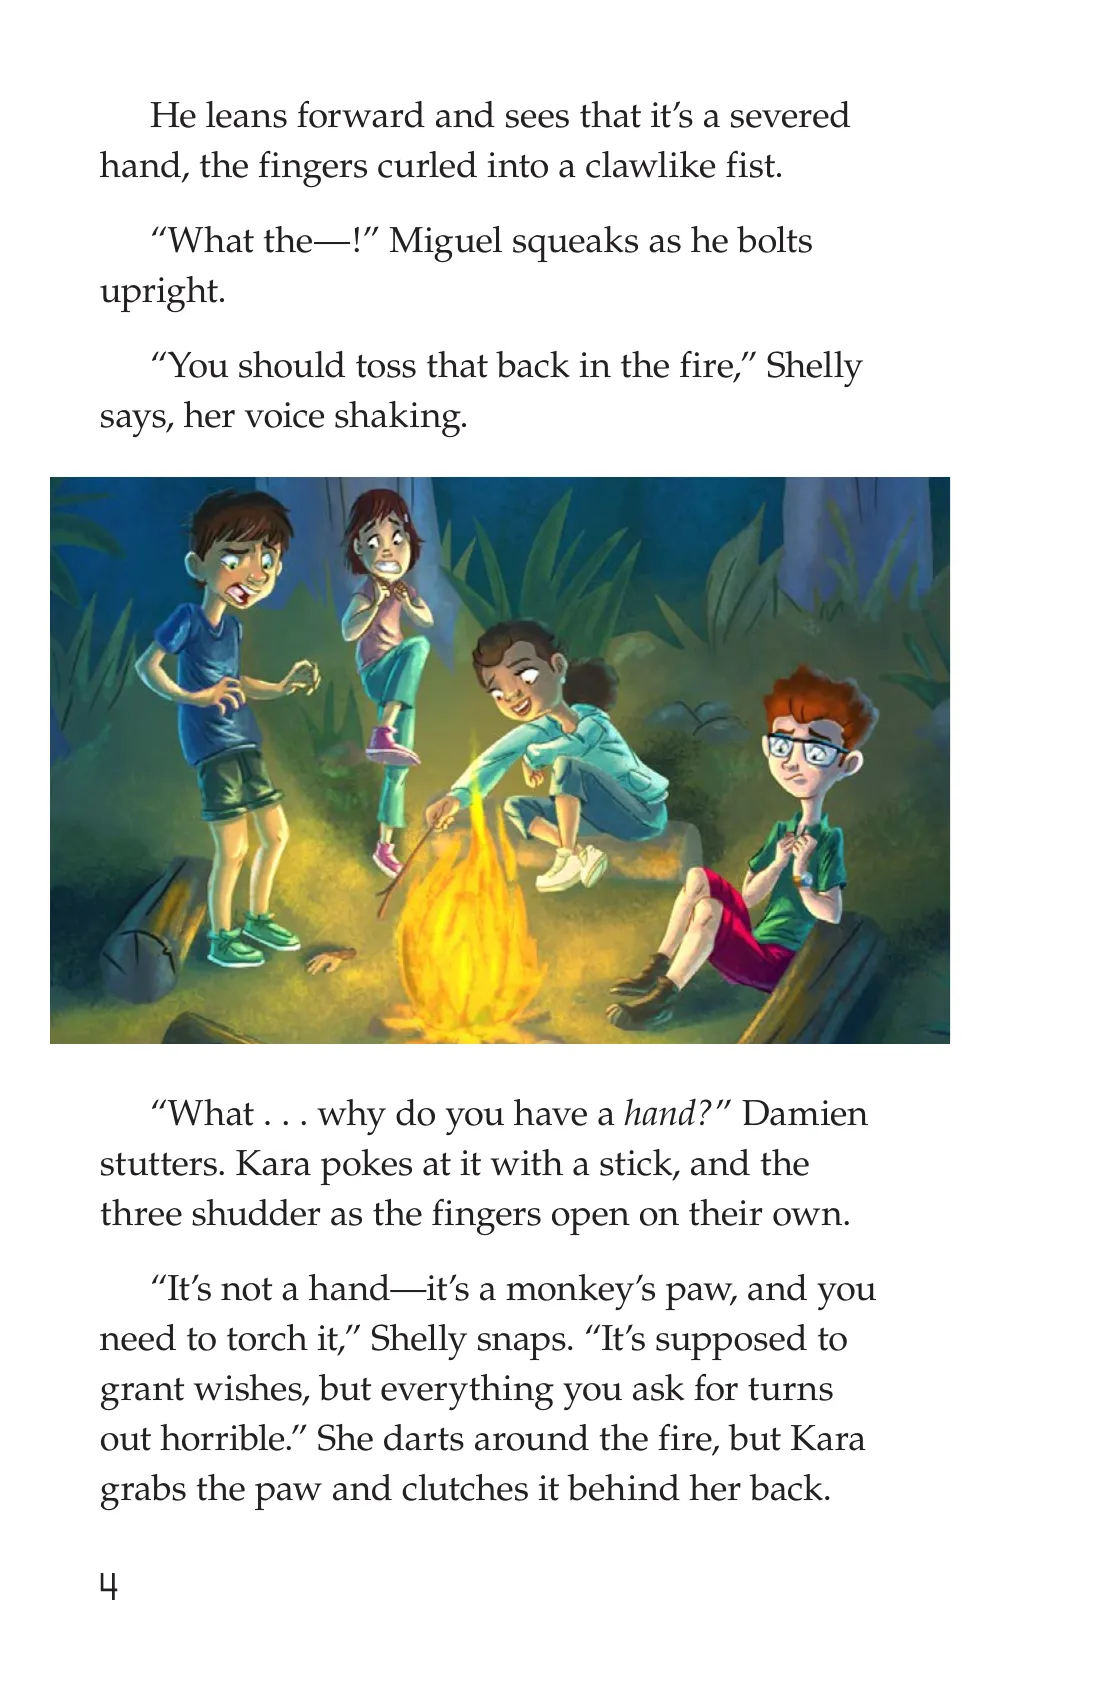 He leans forward and sees that it’s a severed
hand, the fingers curled into a clawlike fist.
“What the—!” Miguel squeaks as he bolts
upright.
“You should toss that back in the fire,” Shelly
says, her voice shaking.
“What . . . why do you have a hand?” Damien
stutters. Kara pokes at it with a stick, and the
three shudder as the fingers open on their own.
“It’s not a hand—it’s a monkey’s paw, and you
need to torch it,” Shelly snaps. “It’s supposed to
grant wishes, but everything you ask for turns
out horrible.” She darts around the fire, but Kara
grabs the paw and clutches it behind her back.
4